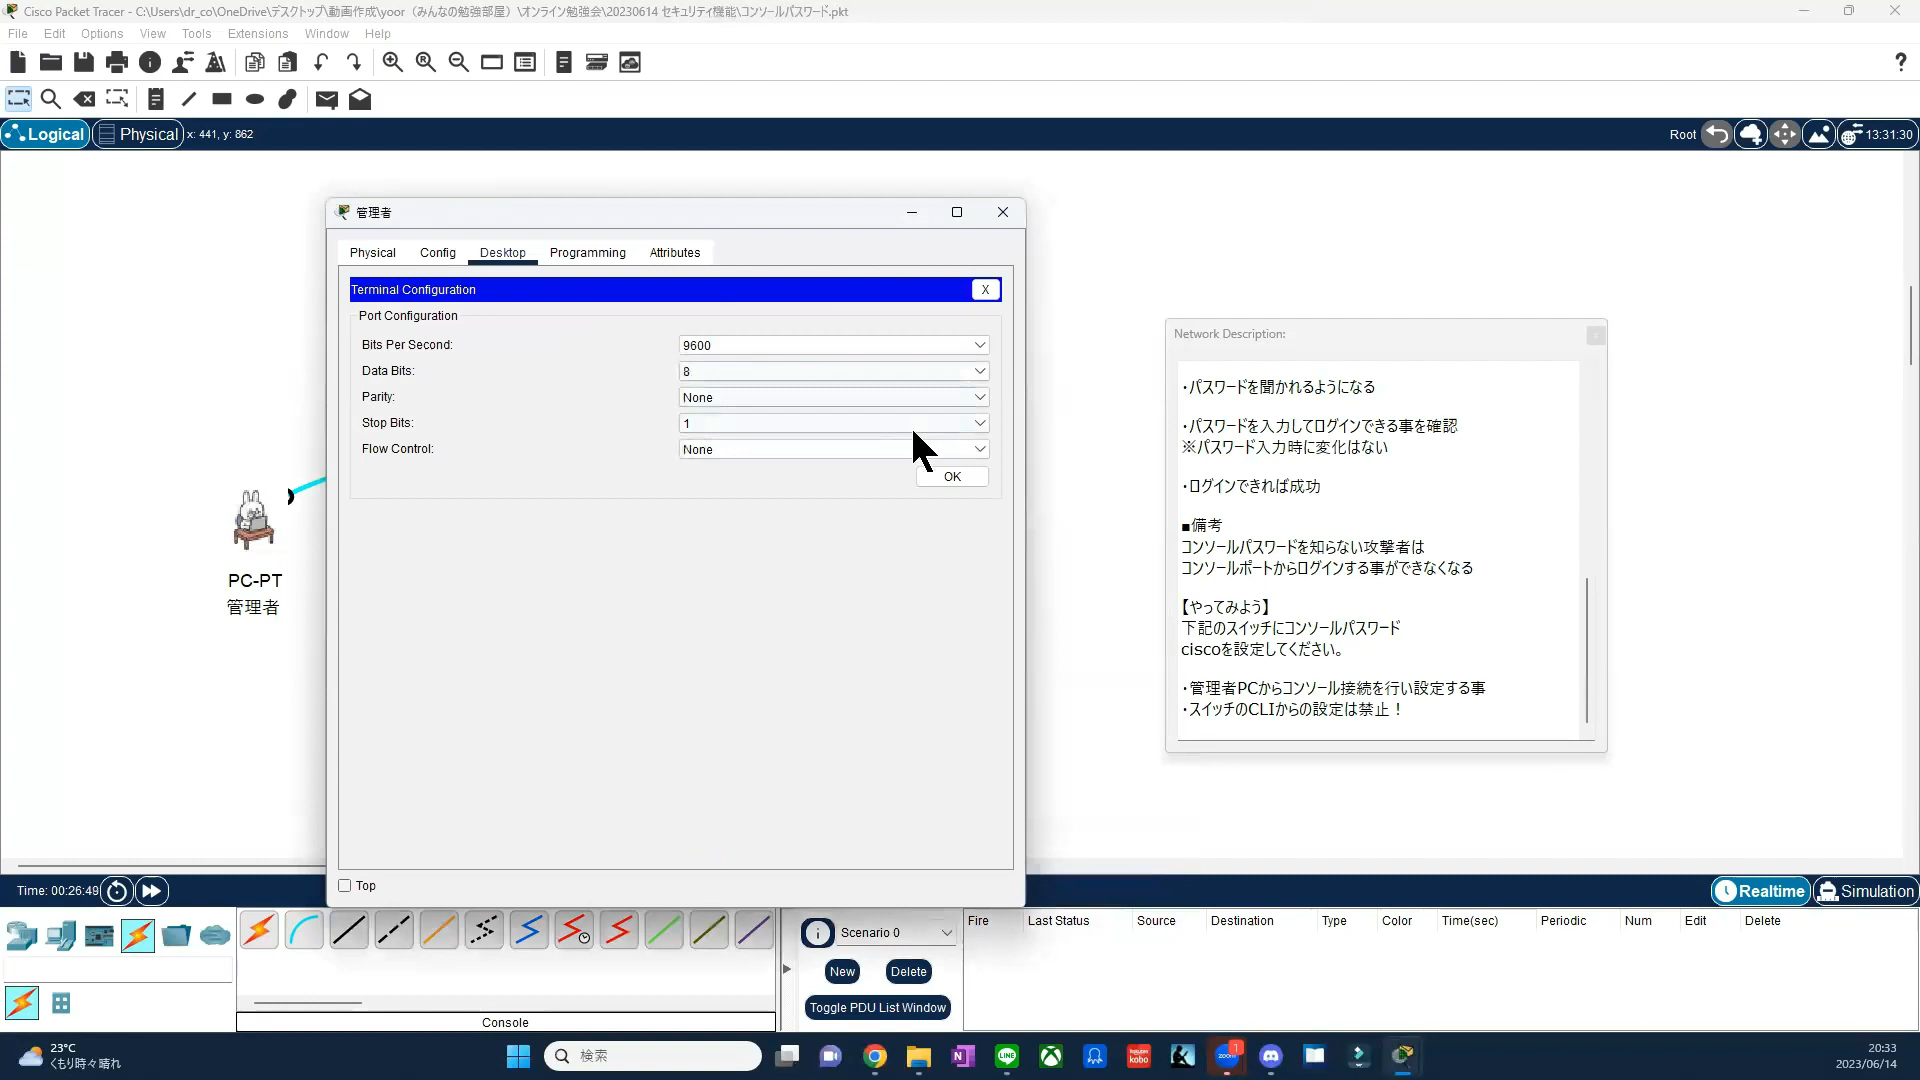 Cisco Packet Tracer - C:\Users\dr_co\OneDrive\デスクトップ\動画作成\yoor（みんなの勉強部屋）\オンライン勉強会\20230614 セキュリティ機能\コンソールパスワード.pkt
File Edit Options View Tools Extensions Window Help
Logical Physical x: 441, y: 862 Root 13:31:30
管理者
Physical Config Desktop Programming Attributes
Terminal Configuration X
Port Configuration
Bits Per Second: 9600
Data Bits: 8
Parity: None
Stop Bits: 1
Flow Control: None
OK
PC-PT
管理者
Network Description:
・パスワードを聞かれるようになる
・パスワードを入力してログインできる事を確認
※パスワード入力時に変化はない
・ログインできれば成功
■備考
コンソールパスワードを知らない攻撃者は
コンソールポートからログインする事ができなくなる
【やってみよう】
下記のスイッチにコンソールパスワード
ciscoを設定してください。
・管理者PCからコンソール接続を行い設定する事
・スイッチのCLIからの設定は禁止！
Top
Time: 00:26:49 Realtime Simulation
Scenario 0
New Delete
Toggle PDU List Window
Fire Last Status Source Destination Type Color Time(sec) Periodic Num Edit Delete
Console
23°C
くもり時々晴れ
検索
N
LINE
Rakuten kobo
zoom 1
20:33
2023/06/14